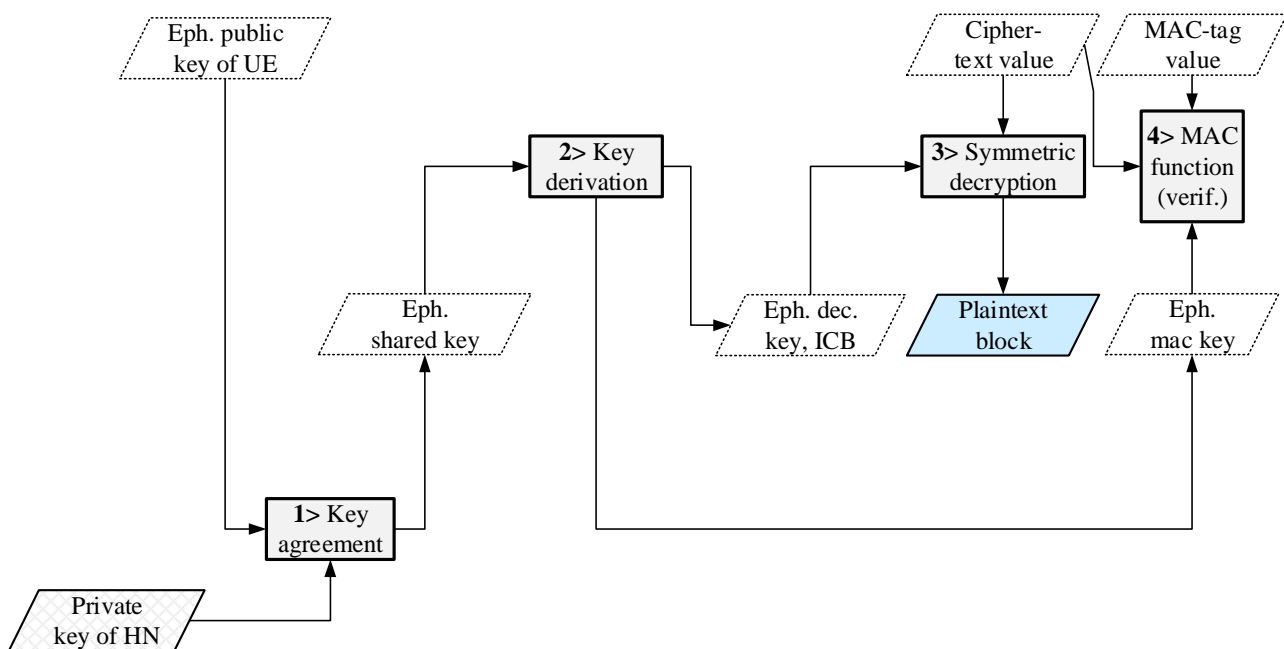 Eph. public
key of UE
Cipher-
text value
MAC-tag
value
2> Key
derivation
3> Symmetric
decryption
4> MAC
function
(verif.)
Eph.
shared key
Eph. dec.
key, ICB
Plaintext
block
Eph.
mac key
1> Key
agreement
Private
key of HN